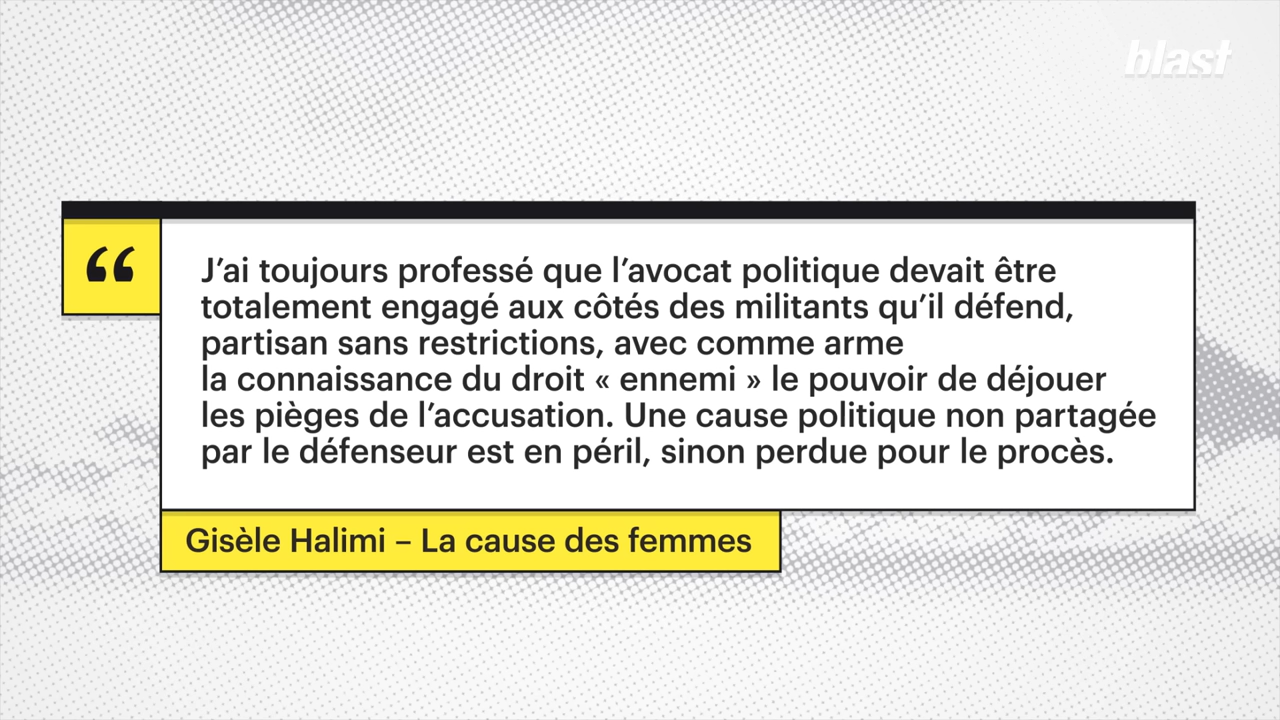 blast
“
J’ai toujours professé que l’avocat politique devait être
totalement engagé aux côtés des militants qu’il défend,
partisan sans restrictions, avec comme arme
la connaissance du droit « ennemi » le pouvoir de déjouer
les pièges de l’accusation. Une cause politique non partagée
par le défenseur est en péril, sinon perdue pour le procès.
Gisèle Halimi – La cause des femmes